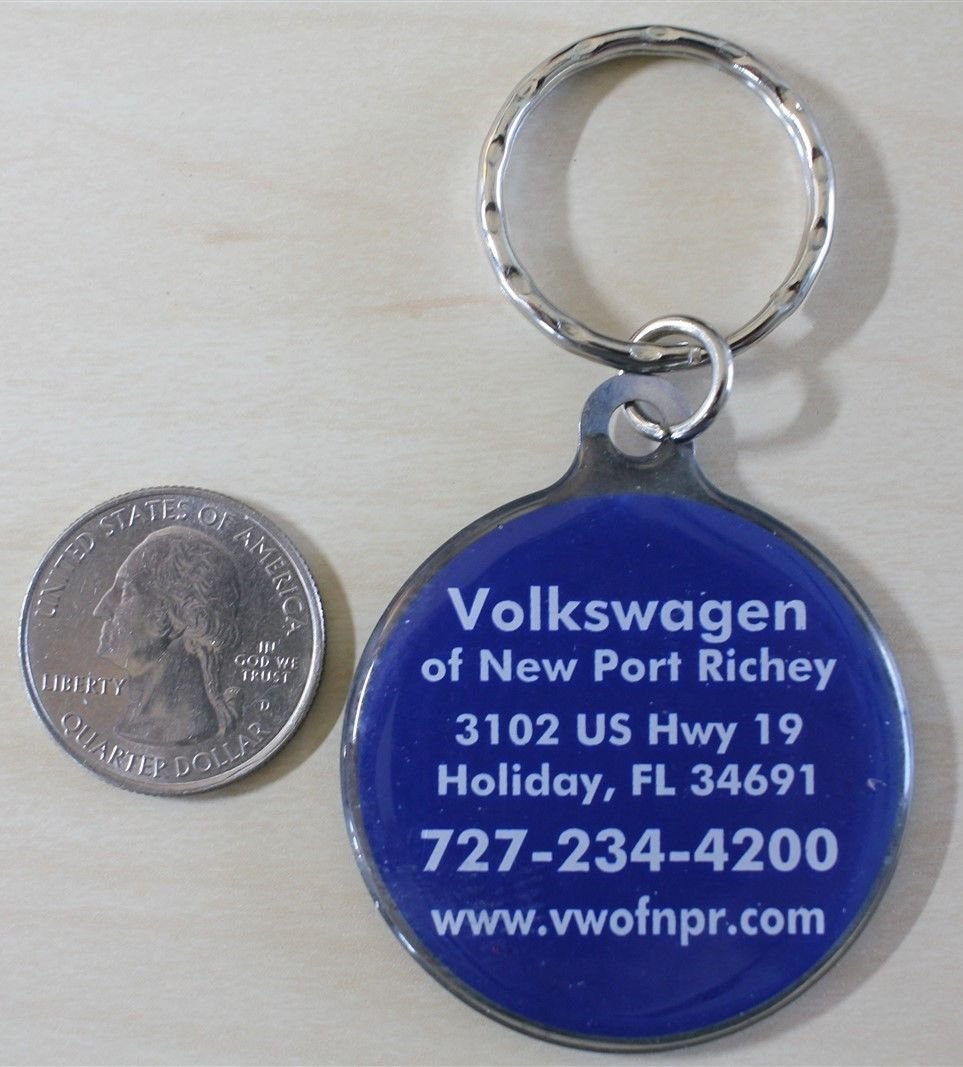 UNITED STATES OF AMERICA
LIBERTY
IN
GOD WE
TRUST
D
QUARTER DOLLAR
Volkswagen
of New Port Richey
3102 US Hwy 19
Holiday, FL 34691
727-234-4200
www.vwofnpr.com